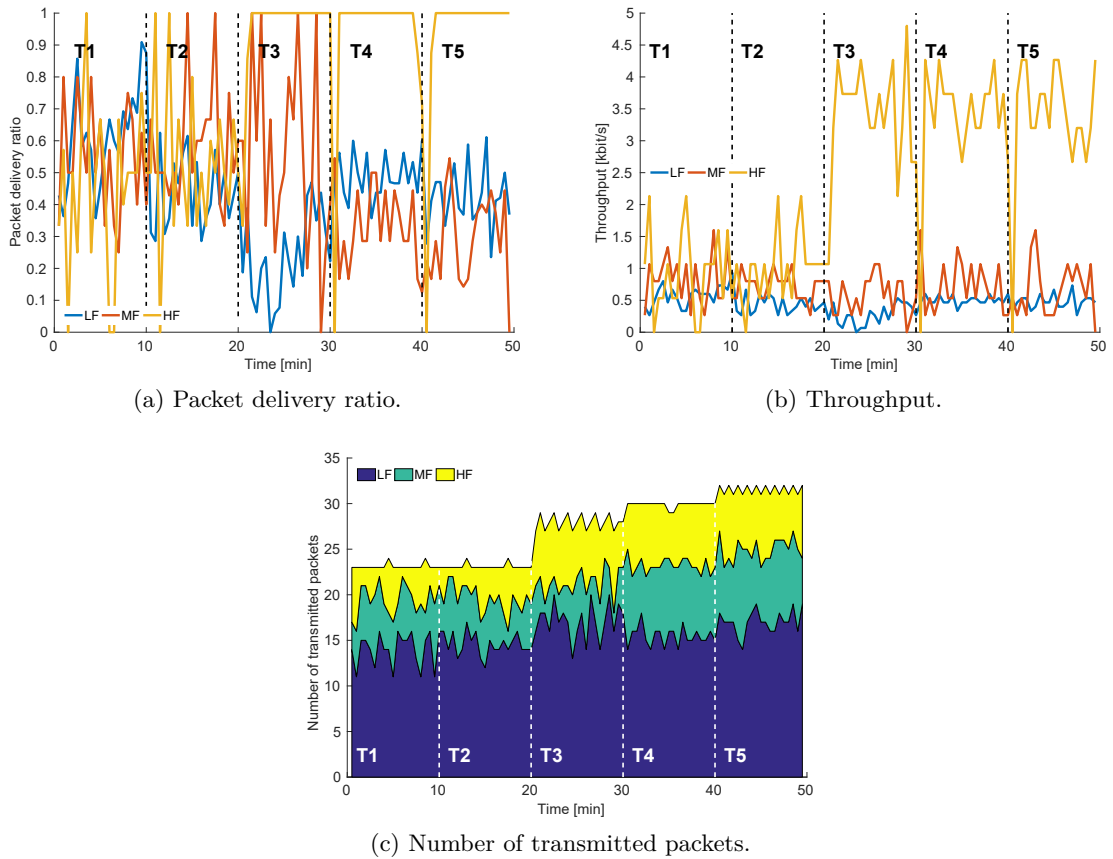 1
0.9
0.8
0.7
0.6
0.5
0.4
0.3
0.2
0.1
0
Packet delivery ratio
T1 T2 T3 T4 T5
LF MF HF
0 10 20 30 40 50
Time [min]
(a) Packet delivery ratio.
5
4.5
4
3.5
3
2.5
2
1.5
1
0.5
0
Throughput [kbit/s]
T1 T2 T3 T4 T5
LF MF HF
0 10 20 30 40 50
Time [min]
(b) Throughput.
35
30
25
20
15
10
5
0
Number of transmitted packets
LF MF HF
T1 T2 T3 T4 T5
0 10 20 30 40 50
Time [min]
(c) Number of transmitted packets.